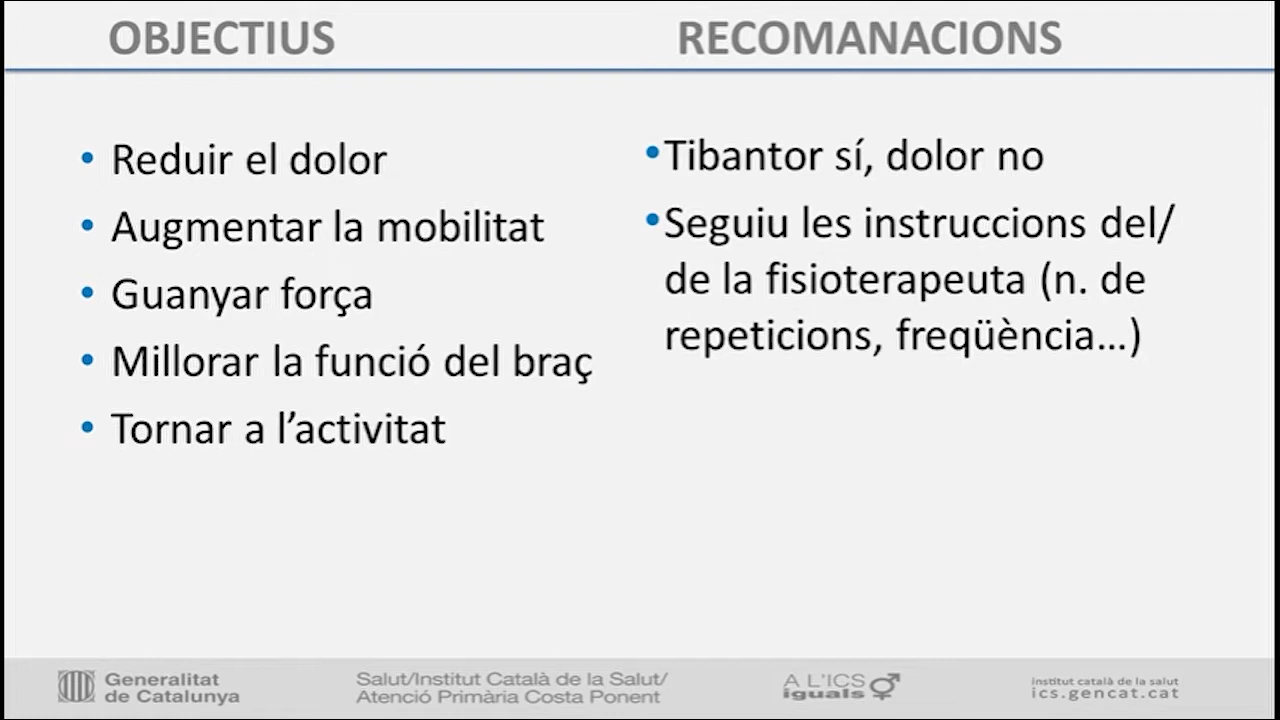 OBJECTIUS
RECOMANACIONS
• Reduir el dolor
• Augmentar la mobilitat
• Guanyar força
• Millorar la funció del braç
• Tornar a l’activitat
•Tibantor sí, dolor no
•Seguiu les instruccions del/
de la fisioterapeuta (n. de
repeticions, freqüència...)
Generalitat
de Catalunya
Salut/Institut Català de la Salut/
Atenció Primària Costa Ponent
A L'ICS
iguals
institut català de la salut
ics.gencat.cat